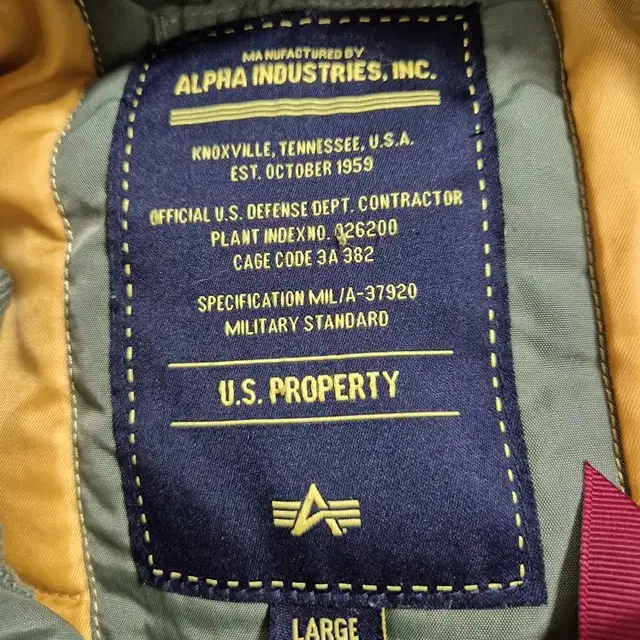 MANUFACTURED BY
ALPHA INDUSTRIES, INC.
KNOXVILLE, TENNESSEE, U.S.A.
EST. OCTOBER 1959
OFFICIAL U.S. DEFENSE DEPT. CONTRACTOR
PLANT INDEX NO. 026200
CAGE CODE 3A 382
SPECIFICATION MIL/A-37920
MILITARY STANDARD
U.S. PROPERTY
LARGE